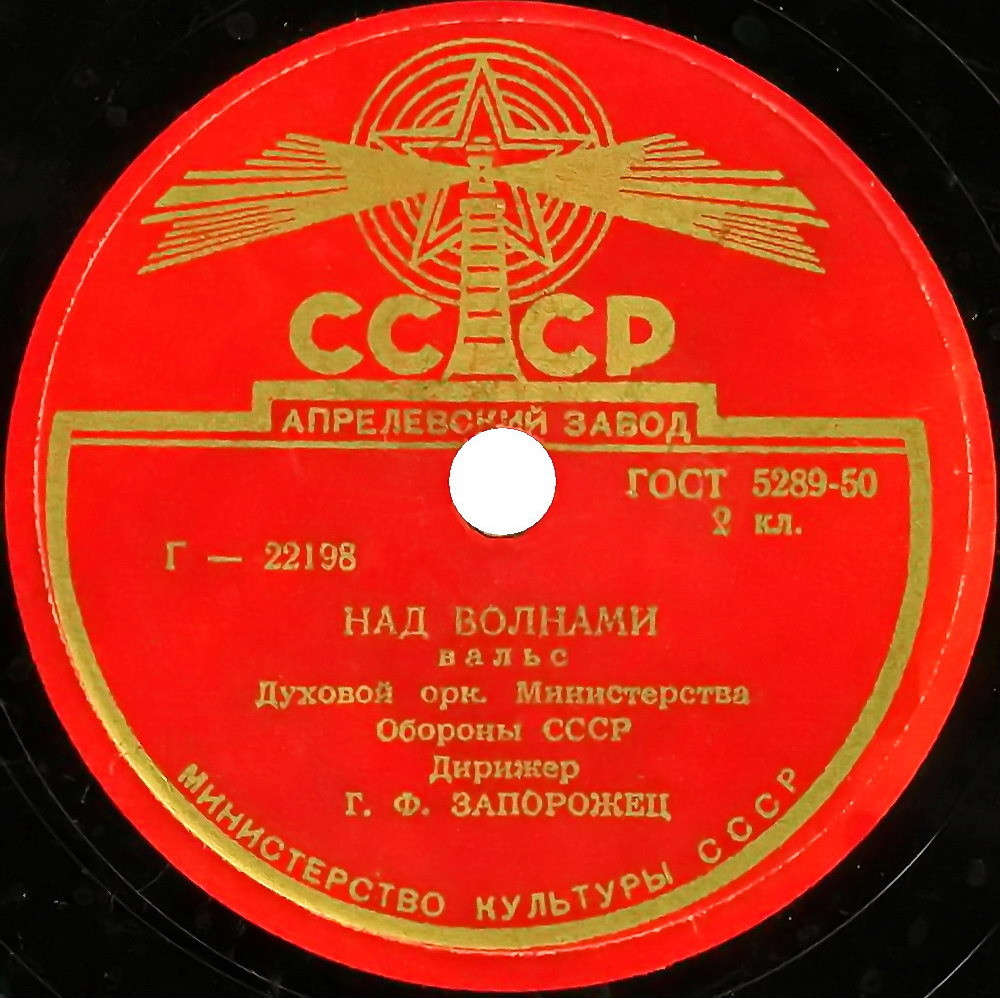 СССР
АПРЕЛЕВСКИЙ ЗАВОД
ГОСТ 5289-50
2 кл.
Г — 22198
НАД ВОЛНАМИ
вальс
Духовой орк. Министерства
Обороны СССР
Дирижер
Г. Ф. ЗАПОРОЖЕЦ
МИНИСТЕРСТВО КУЛЬТУРЫ СССР